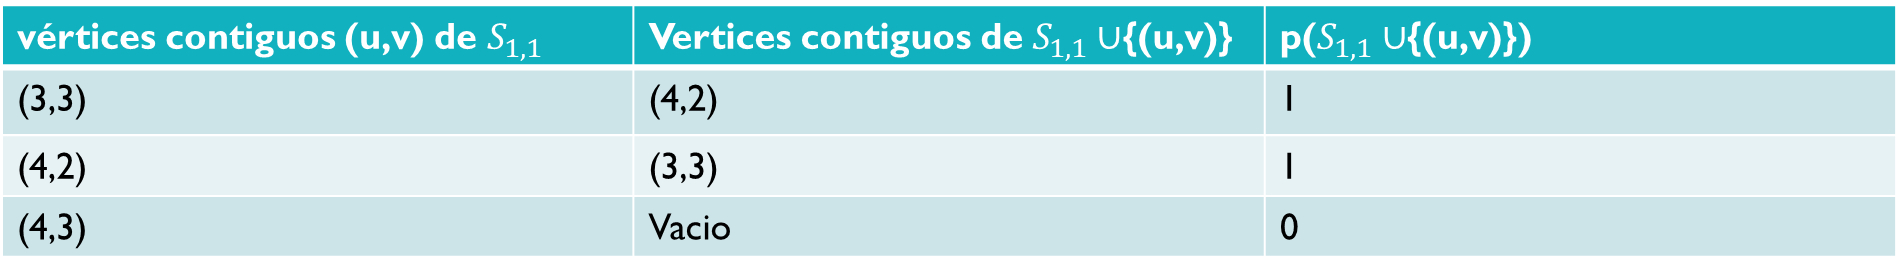 vértices contiguos (u,v) de S₁,₁ Vertices contiguos de S₁,₁ ∪{(u,v)} p(S₁,₁ ∪{(u,v)})
(3,3) (4,2) 1
(4,2) (3,3) 1
(4,3) Vacio 0